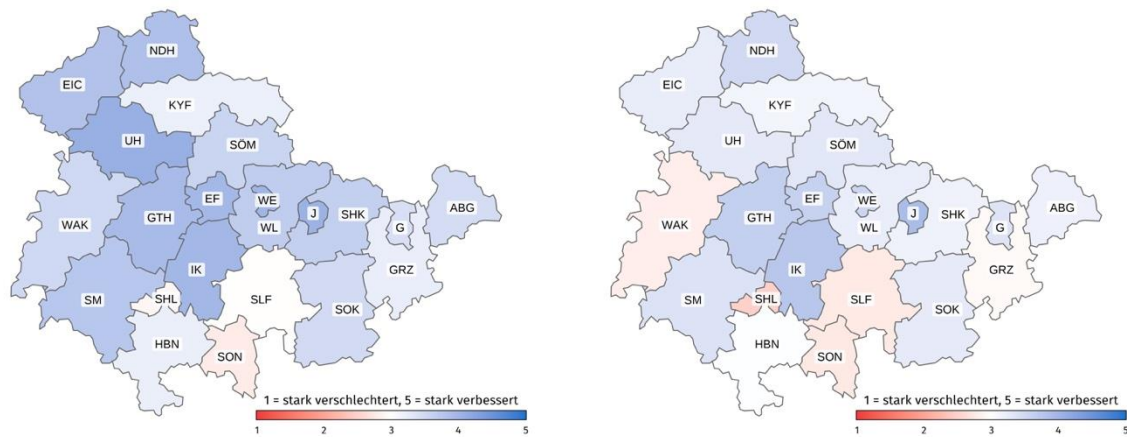 NDH
EIC
KYF
UH
SÖM
EF
WE
J
ABG
WAK
GTH
SHK
G
WL
IK
GRZ
SM
SHL
SLF
SOK
HBN
SON
1 = stark verschlechtert, 5 = stark verbessert
1 2 3 4 5
NDH
EIC
KYF
UH
SÖM
EF
WE
J
ABG
WAK
GTH
SHK
G
WL
IK
GRZ
SM
SHL
SLF
SOK
HBN
SON
1 = stark verschlechtert, 5 = stark verbessert
1 2 3 4 5